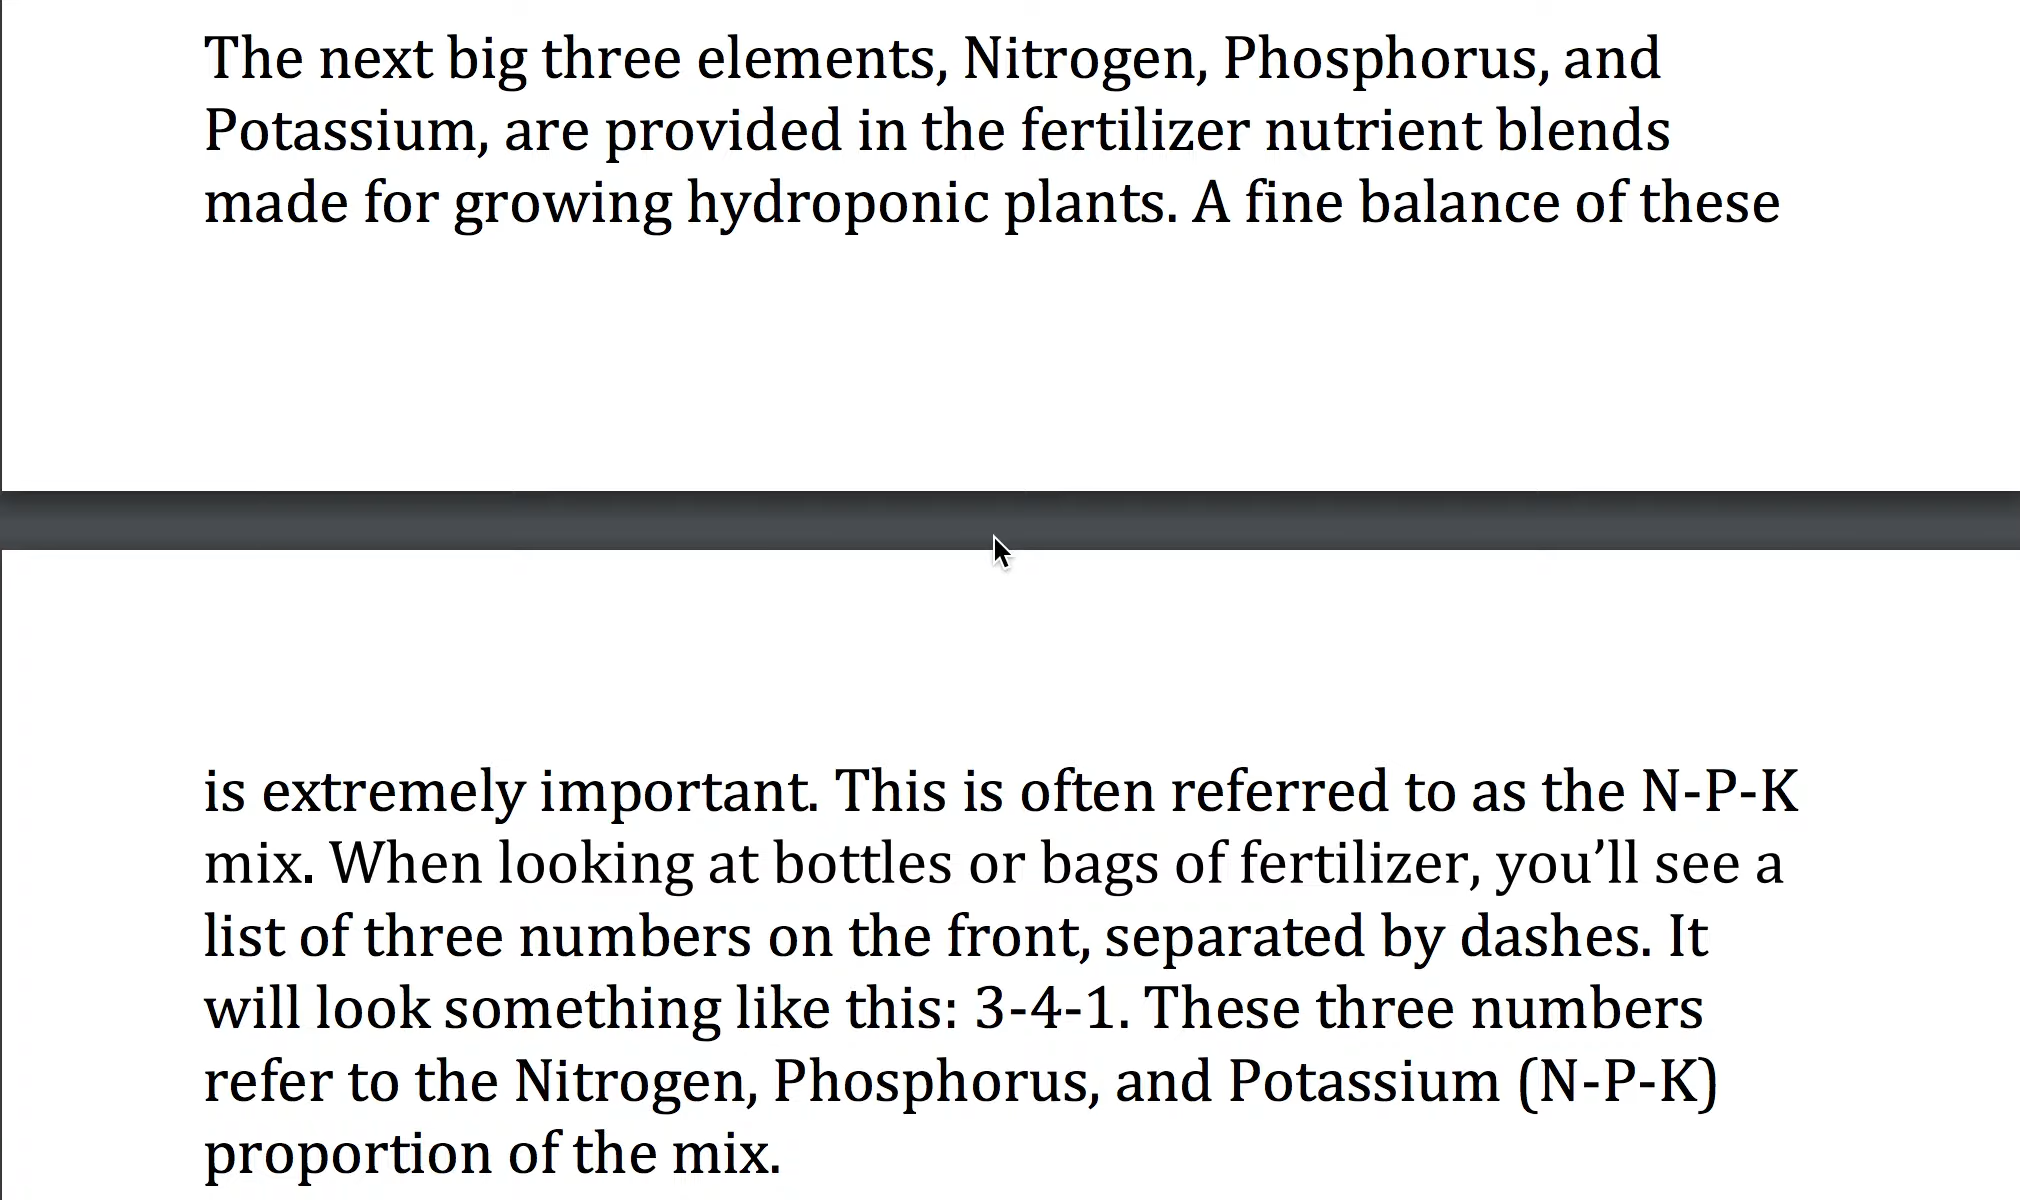 The next big three elements, Nitrogen, Phosphorus, and
Potassium, are provided in the fertilizer nutrient blends
made for growing hydroponic plants. A fine balance of these
is extremely important. This is often referred to as the N-P-K
mix. When looking at bottles or bags of fertilizer, you’ll see a
list of three numbers on the front, separated by dashes. It
will look something like this: 3-4-1. These three numbers
refer to the Nitrogen, Phosphorus, and Potassium (N-P-K)
proportion of the mix.